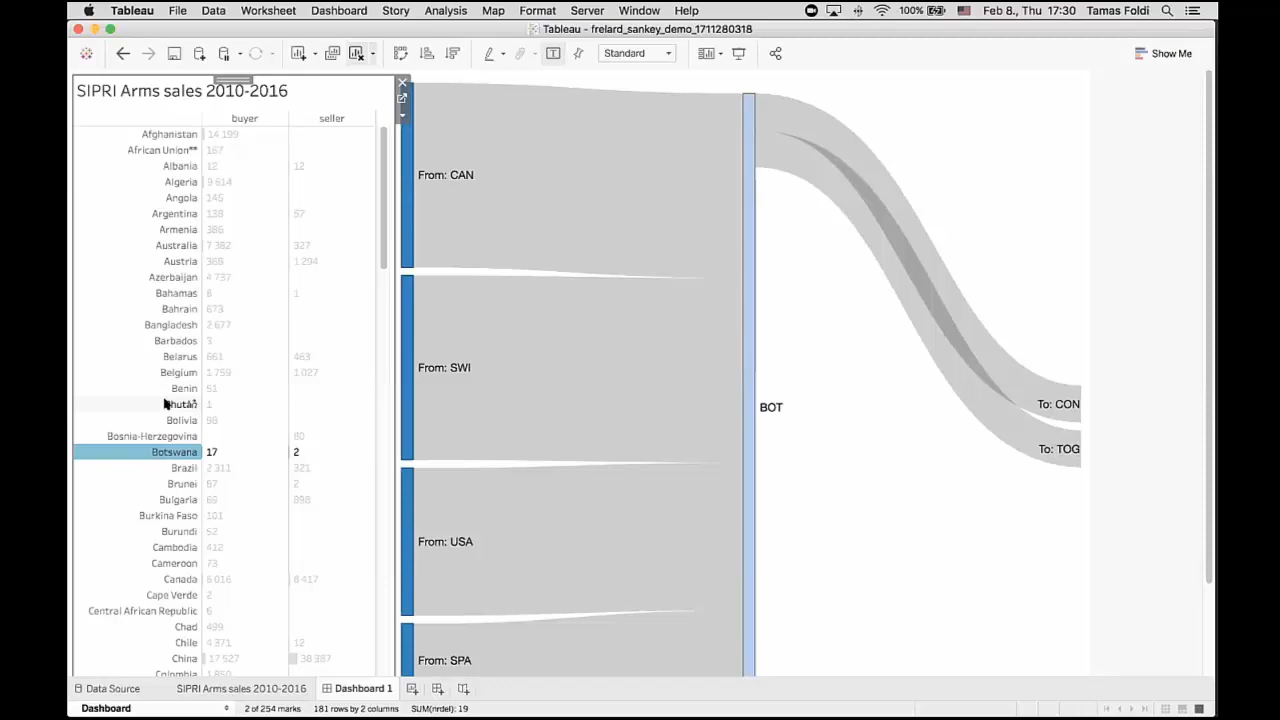 Tableau File Data Worksheet Dashboard Story Analysis Map Format Server Window Help 100% Feb 8., Thu 17:30 Tamas Foldi
Tableau - frelard_sankey_demo_1711280318
Standard Show Me
SIPRI Arms sales 2010-2016
buyer seller
Afghanistan 14 199
African Union** 167
Albania 12 12
Algeria 9 614
Angola 145
Argentina 138 57
Armenia 386
Australia 7 382 327
Austria 368 1 294
Azerbaijan 4 737
Bahamas 8 1
Bahrain 673
Bangladesh 2 677
Barbados 3
Belarus 661 463
Belgium 1 759 1 027
Benin 51
1
Bolivia 98
Bosnia-Herzegovina 80
Botswana 17 2
Brazil 2 311 321
Brunei 57 2
Bulgaria 66 898
Burkina Faso 101
Burundi 52
Cambodia 412
Cameroon 73
Canada 6 016 8 417
Cape Verde 2
Central African Republic 6
Chad 499
Chile 4 371 12
China 17 527 38 387
Colombia 1 850
From: CAN
From: SWI
From: USA
From: SPA
BOT
To: CON
To: TOG
Data Source SIPRI Arms sales 2010-2016 Dashboard 1
Dashboard 2 of 254 marks 181 rows by 2 columns SUM(nrdel): 19